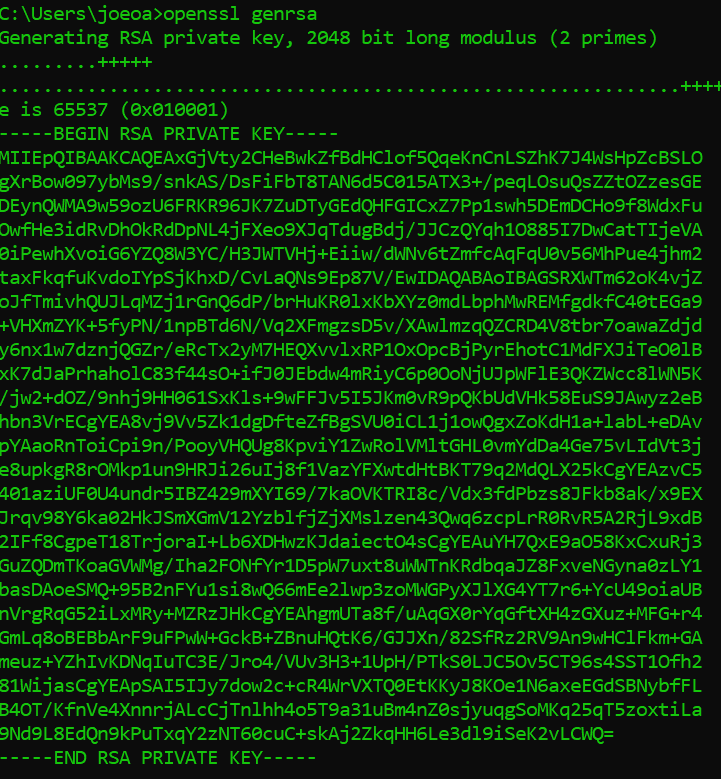 C:\Users\joeoa>openssl genrsa
Generating RSA private key, 2048 bit long modulus (2 primes)
.........+++++
.........................................................................++++
e is 65537 (0x010001)
-----BEGIN RSA PRIVATE KEY-----
MIIEpQIBAAKCAQEAxGjVty2CHeBwkZfBdHClof5QqeKnCnLSZhK7J4WsHpZcBSLO
gXrBow097ybMs9/snkAS/DsFiFbT8TAN6d5C015ATX3+/peqLOsuQsZZtOZzesGE
DEynQWMA9w59ozU6FRKR96JK7ZuDTyGEdQHFGICxZ7Pp1swh5DEmDCHo9f8WdxFu
OwfHe3idRvDhOkRdDpNL4jFXeo9XJqTdugBdj/JJCzQYqh1O885I7DwCatTIjeVA
0iPewhXvoiG6YZQ8W3YC/H3JWTVHj+Eiiw/dWNv6tZmfcAqFqU0v56MhPue4jhm2
taxFkqfuKvdoIYpSjKhxD/CvLaQNs9Ep87V/EwIDAQABAoIBAGSRXWTm62oK4vjZ
oJfTmivhQUJLqMZj1rGnQ6dP/brHuKR0lxKbXYz0mdLbphMwREMfgdkfC40tEGa9
+VHXmZYK+5fyPN/1npBTd6N/Vq2XFmgzsD5v/XAwlmzqQZCRD4V8tbr7oawaZdjd
y6nx1w7dznjQGZr/eRcTx2yM7HEQXvvlxRP1OxOpcBjPyrEhotC1MdFXJiTeO0lB
xK7dJaPrhaholC83f44sO+ifJ0JEbdw4mRiyC6p0OoNjUJpWFlE3QKZWcc8lWN5K
/jw2+dOZ/9nhj9HH061SxKls+9wFFJv5I5JKm0vR9pQKbUdVHk58EuS9JAwyz2eB
hbn3VrECgYEA8vj9Vv5Zk1dgDfteZfBgSVU0iCL1j1owQgxZoKdH1a+labL+eDAv
pYAaoRnToiCpi9n/PooyVHQUg8KpviY1ZwRolVMltGHL0vmYdDa4Ge75vLIdVt3j
e8upkgR8rOMkp1un9HRJi26uIj8f1VazYFXwtdHtBKT79q2MdQLX25kCgYEAzvC5
401aziUF0U4undr5IBZ429mXYI69/7kaOVKTRI8c/Vdx3fdPbzs8JFkb8ak/x9EX
Jrqv98Y6ka02HkJSmXGmV12YzblfjZjXMslzen43Qwq6zcpLrR0RvR5A2RjL9xdB
2IFf8CgpeT18TrjoraI+Lb6XDHwzKJdaiectO4sCgYEAuYH7QxE9aO58KxCxuRj3
GuZQDmTKoaGVWMg/Iha2FONfYr1D5pW7uxt8uWWTnKRdbqaJZ8FxveNGyna0zLY1
basDAoeSMQ+95B2nFYu1si8wQ66mEe2lwp3zoMWGPyXJlXG4YT7r6+YcU49oiaUB
nVrgRqG52iLxMRy+MZRzJHkCgYEAhgmUTa8f/uAqGX0rYqGftXH4zGXuz+MFG+r4
GmLq8oBEBbArF9uFPwW+GckB+ZBnuHQtK6/GJJXn/82SfRz2RV9An9wHClFkm+GA
meuz+YZhIvKDNqIuTC3E/Jro4/VUv3H3+1UpH/PTkS0LJC5Ov5CT96s4SST1Ofh2
81WijasCgYEApSAI5IJy7dow2c+cR4WrVXTQ0EtKKyJ8KOe1N6axeEGdSBNybfFL
B4OT/KfnVe4XnnrjALcCjTnlhh4o5T9a31uBm4nZ0sjyuqgSoMKq25qT5zoxtiLa
9Nd9L8EdQn9kPuTxqY2zNT60cuC+skAj2ZkqHH6Le3dl9iSeK2vLCWQ=
-----END RSA PRIVATE KEY-----